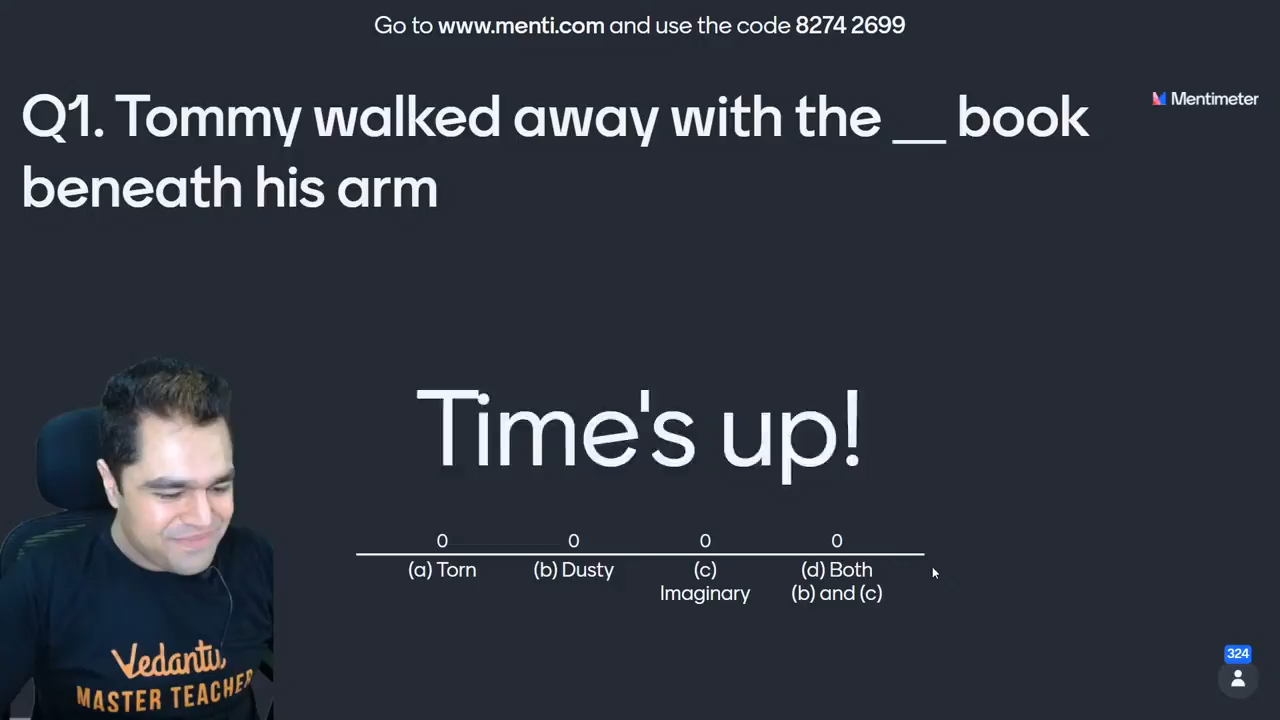 Go to www.menti.com and use the code 8274 2699
Mentimeter
Q1. Tommy walked away with the __ book
beneath his arm
Time's up!
0 0 0 0
(a) Torn (b) Dusty (c) (d) Both
Imaginary (b) and (c)
Vedantu
MASTER TEACHER
324